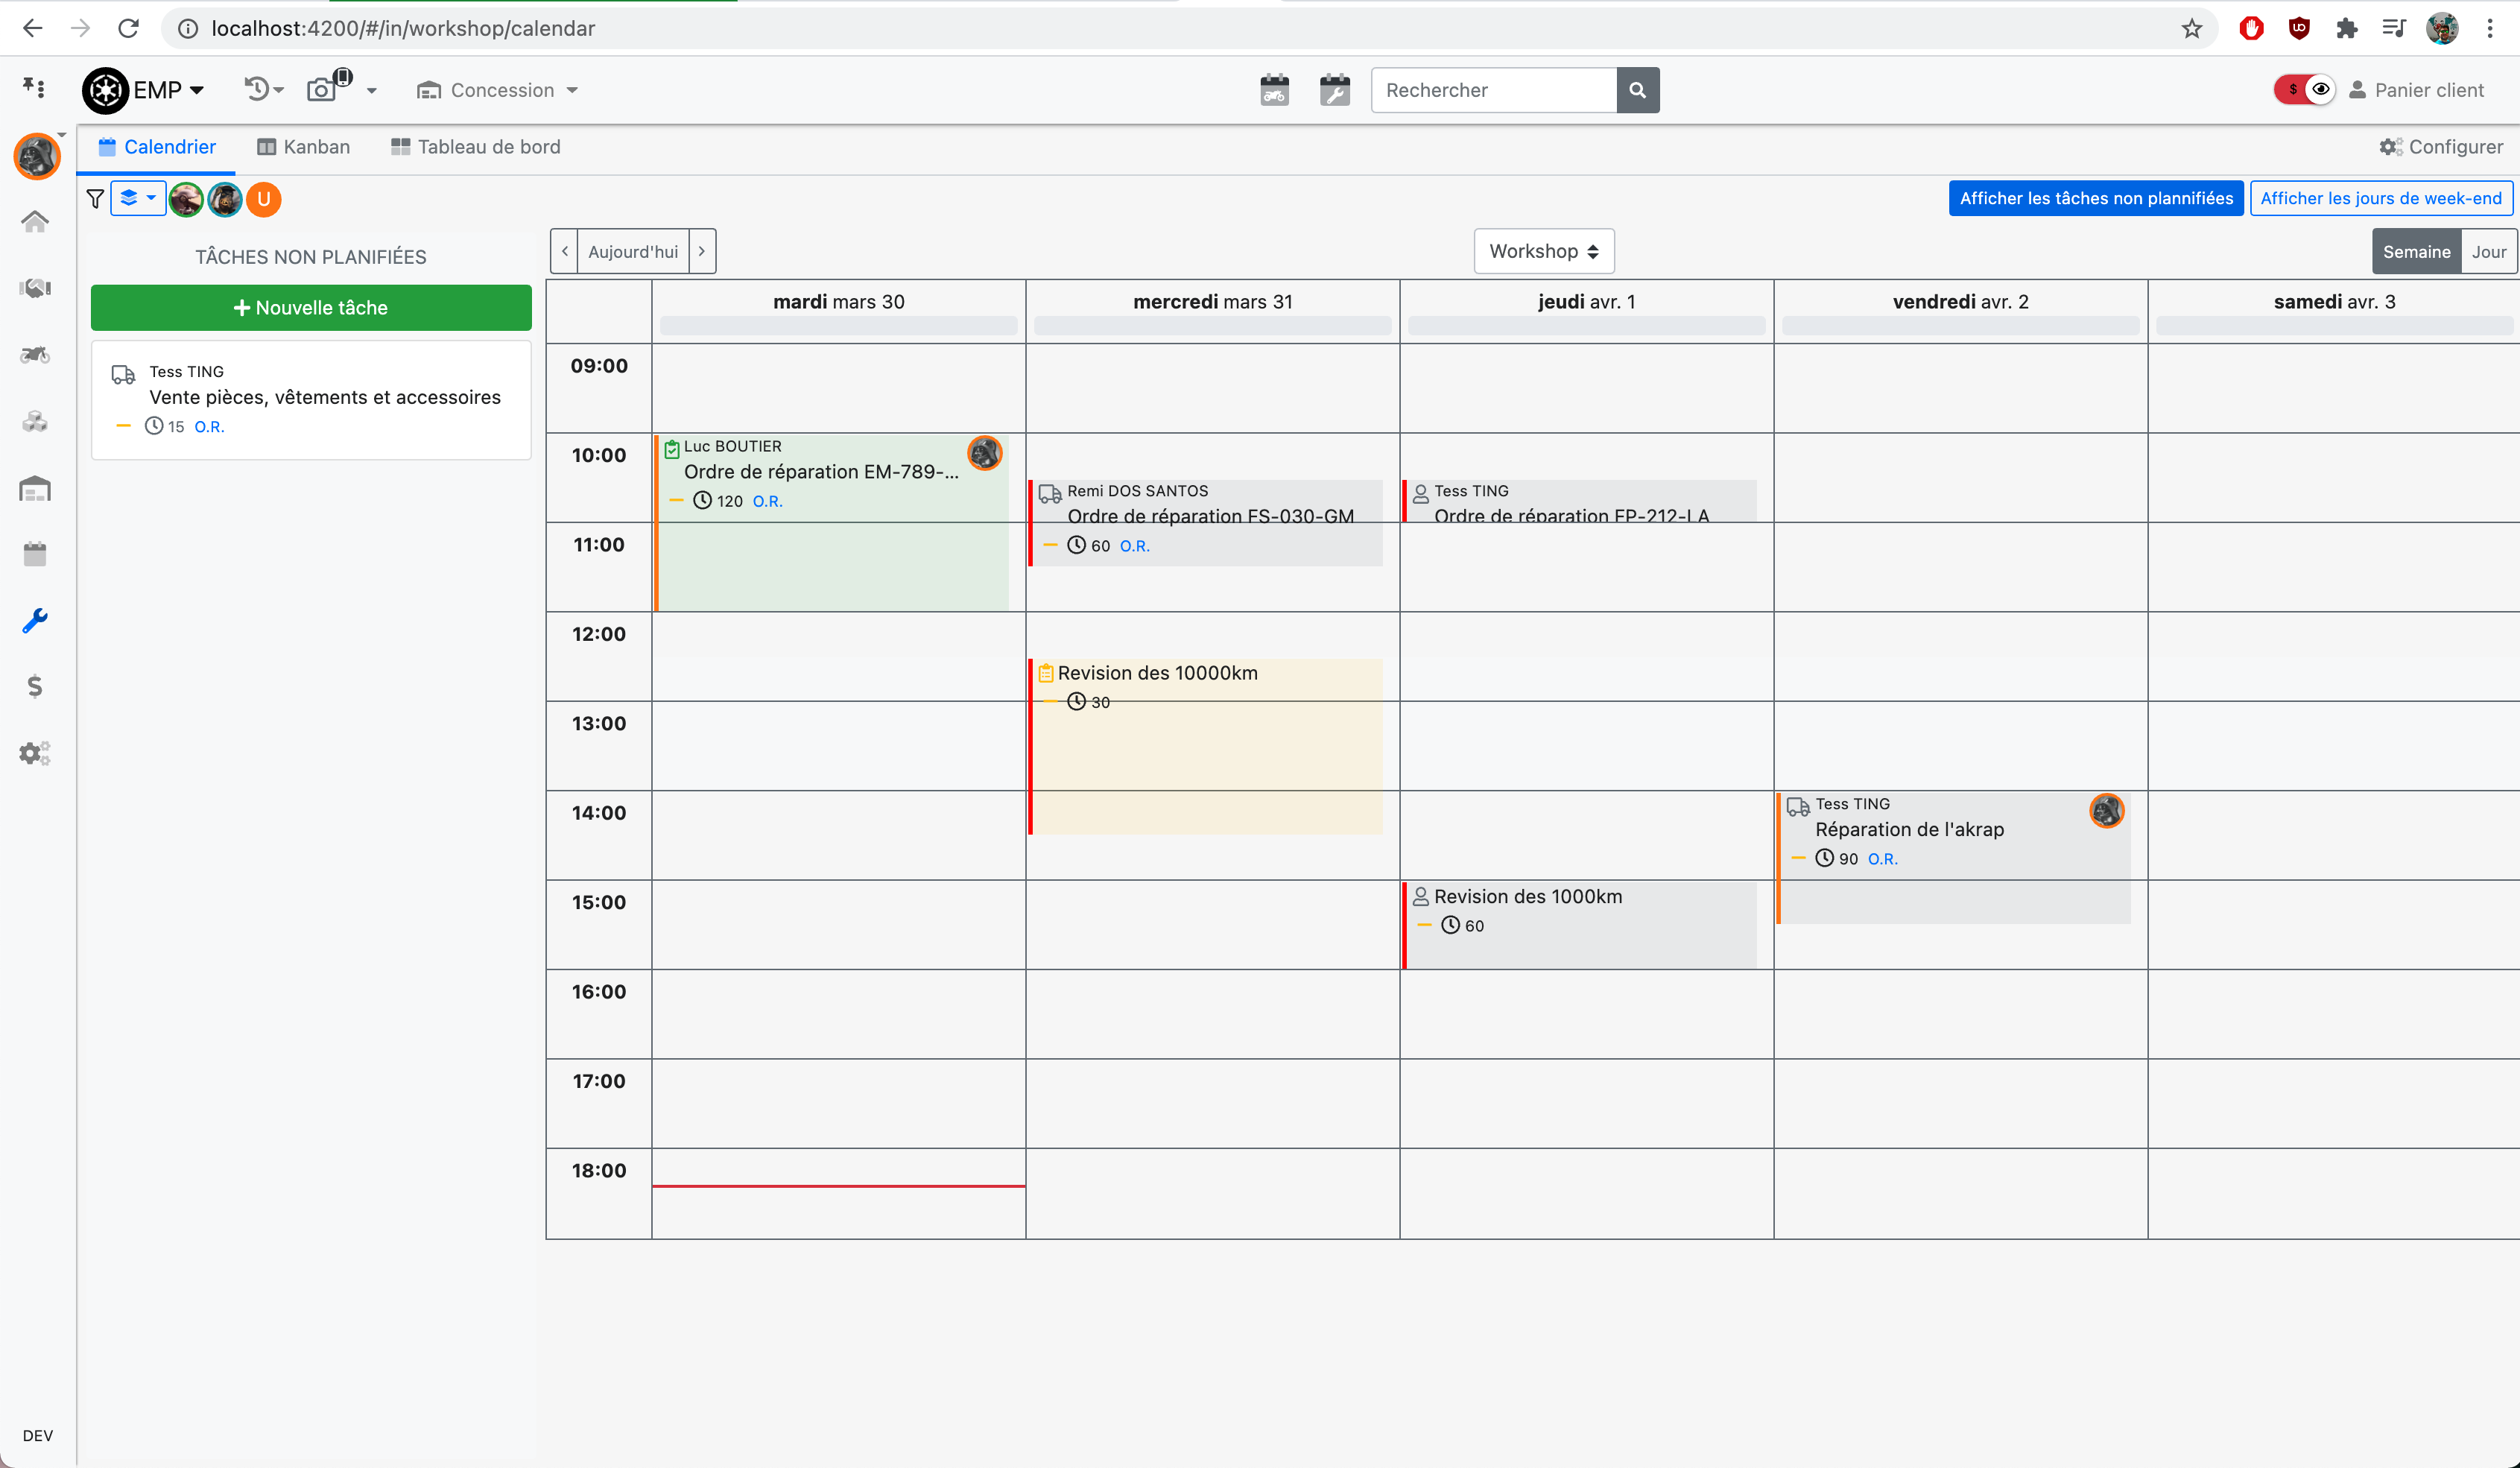 localhost:4200/#/in/workshop/calendar
EMP
Concession
Rechercher
$
Panier client
Calendrier
Kanban
Tableau de bord
Configurer
U
Afficher les tâches non plannifiées
Afficher les jours de week-end
TÂCHES NON PLANIFIÉES
Aujourd'hui
Workshop
Semaine
Jour
Nouvelle tâche
Tess TING
Vente pièces, vêtements et accessoires
15 O.R.
mardi mars 30
mercredi mars 31
jeudi avr. 1
vendredi avr. 2
samedi avr. 3
09:00
10:00
Luc BOUTIER
Ordre de réparation EM-789-...
120 O.R.
Remi DOS SANTOS
Ordre de réparation FS-030-GM
60 O.R.
Tess TING
Ordre de réparation FP-212-LA
11:00
12:00
Revision des 10000km
30
13:00
14:00
Tess TING
Réparation de l'akrap
90 O.R.
15:00
Revision des 1000km
60
16:00
17:00
18:00
DEV